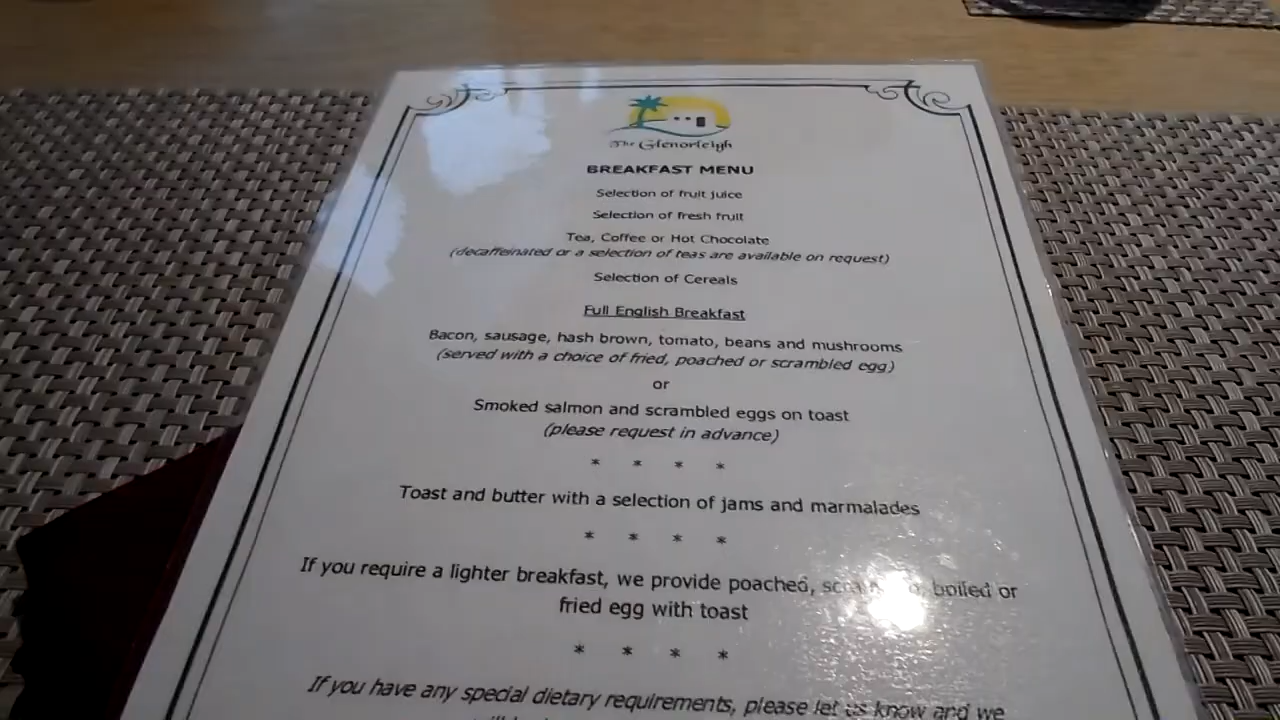 The Glenorleigh
BREAKFAST MENU
Selection of fruit juice
Selection of fresh fruit
Tea, Coffee or Hot Chocolate
(decaffeinated or a selection of teas are available on request)
Selection of Cereals
Full English Breakfast
Bacon, sausage, hash brown, tomato, beans and mushrooms
(served with a choice of fried, poached or scrambled egg)
or
Smoked salmon and scrambled eggs on toast
(please request in advance)
* * * *
Toast and butter with a selection of jams and marmalades
* * * *
If you require a lighter breakfast, we provide poached, boiled or
fried egg with toast
* * * *
If you have any special dietary requirements, please let us know and we